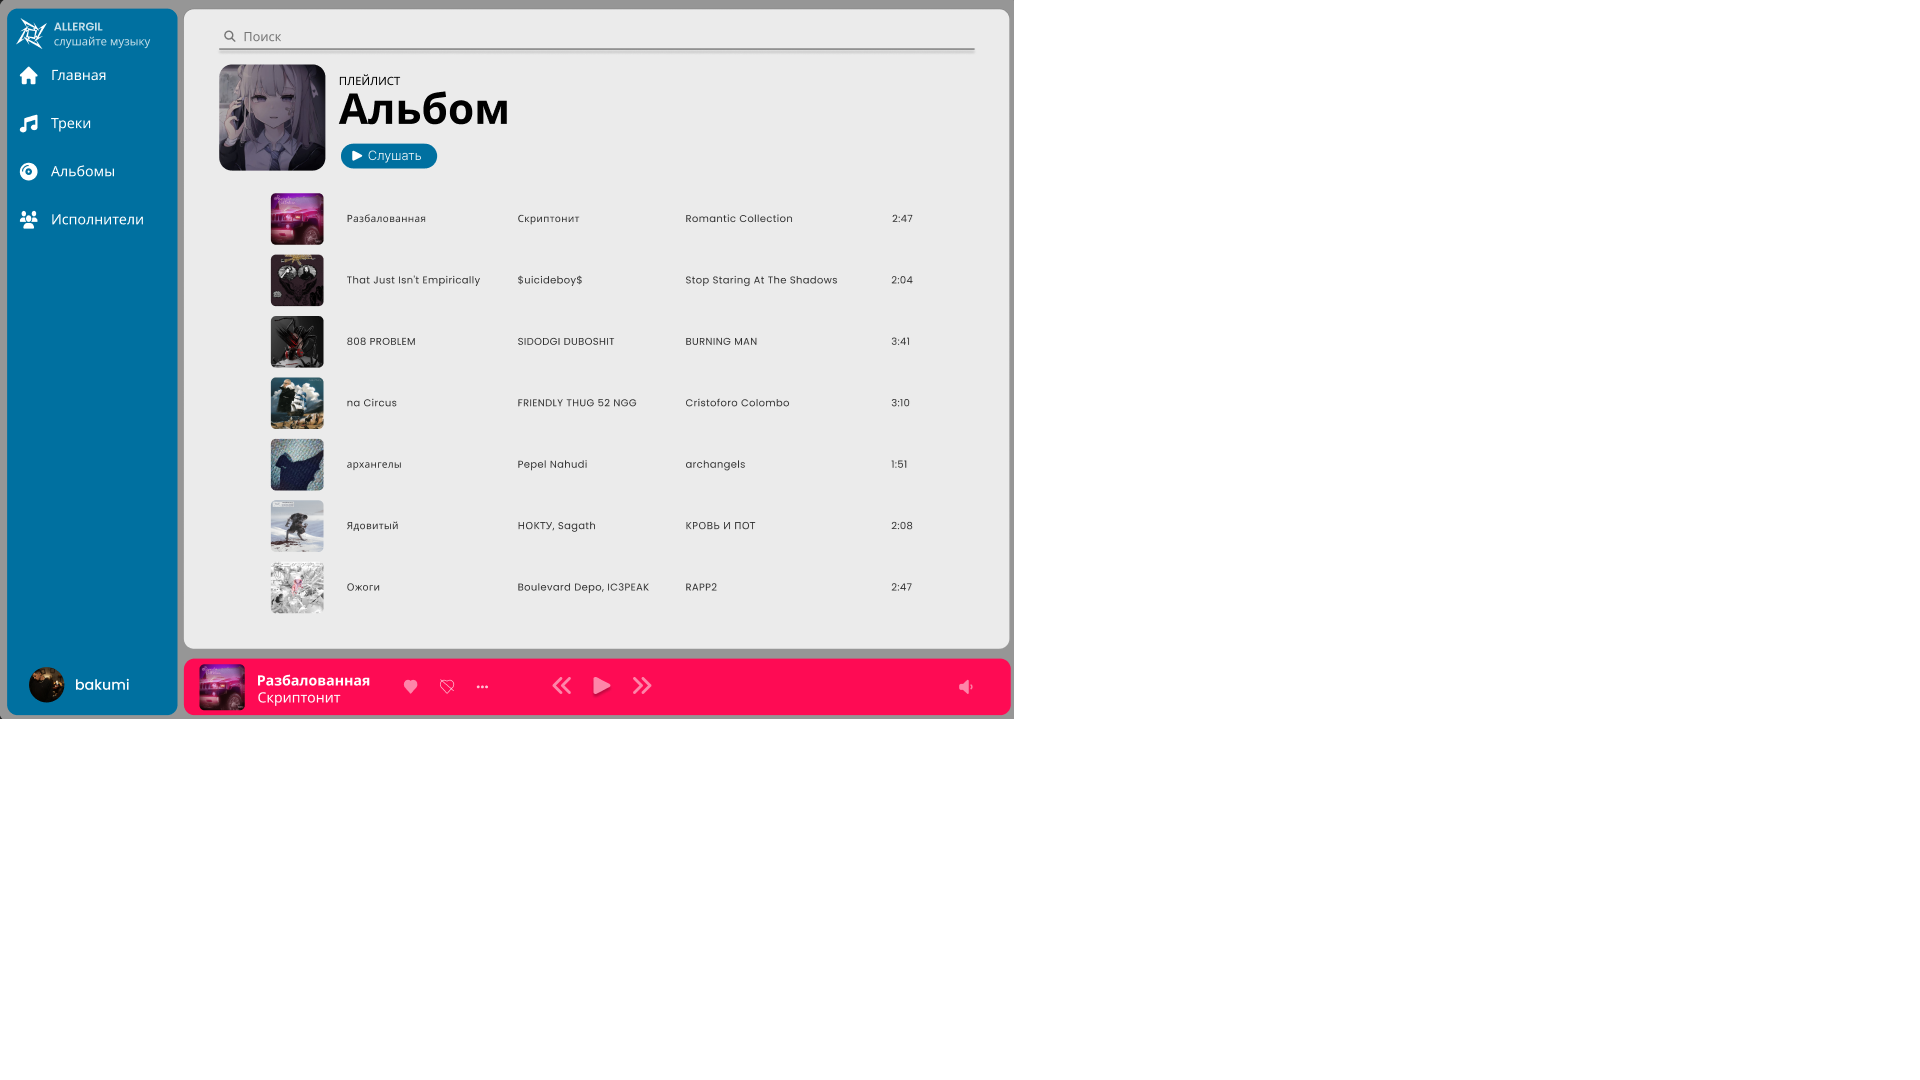 ALLERGIL
слушайте музыку
Главная
Треки
Альбомы
Исполнители
bakumi
Поиск
ПЛЕЙЛИСТ
Альбом
Слушать
Разбалованная Скриптонит Romantic Collection 2:47
That Just Isn't Empirically $uicideboy$ Stop Staring At The Shadows 2:04
808 PROBLEM SIDODGI DUBOSHIT BURNING MAN 3:41
па Circus FRIENDLY THUG 52 NGG Cristoforo Colombo 3:10
архангелы Pepel Nahudi archangels 1:51
Ядовитый НОКТУ, Sagath КРОВЬ И ПОТ 2:08
Ожоги Boulevard Depo, IC3PEAK RAPP2 2:47
Разбалованная
Скриптонит